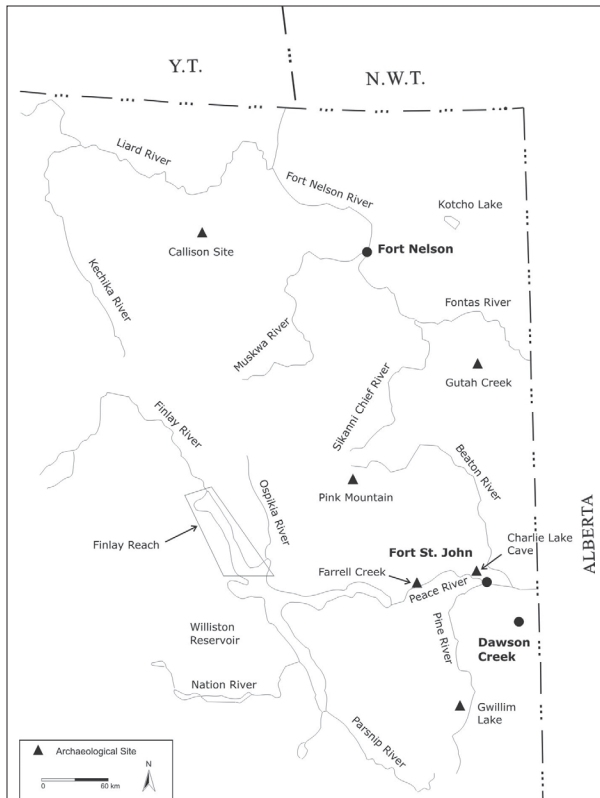 Y.T.
N.W.T.
Liard River
Fort Nelson River
Kotcho Lake
Callison Site
Fort Nelson
Kechika River
Fontas River
Muskwa River
Sikanni Chief River
Gutah Creek
Finlay River
Beaton River
Ospikia River
Pink Mountain
ALBERTA
Finlay Reach
Fort St. John
Charlie Lake
Cave
Farrell Creek
Peace River
Williston
Reservoir
Pine River
Dawson
Creek
Nation River
Gwillim
Lake
Parsnip River
Archaeological Site
N
0
60 km